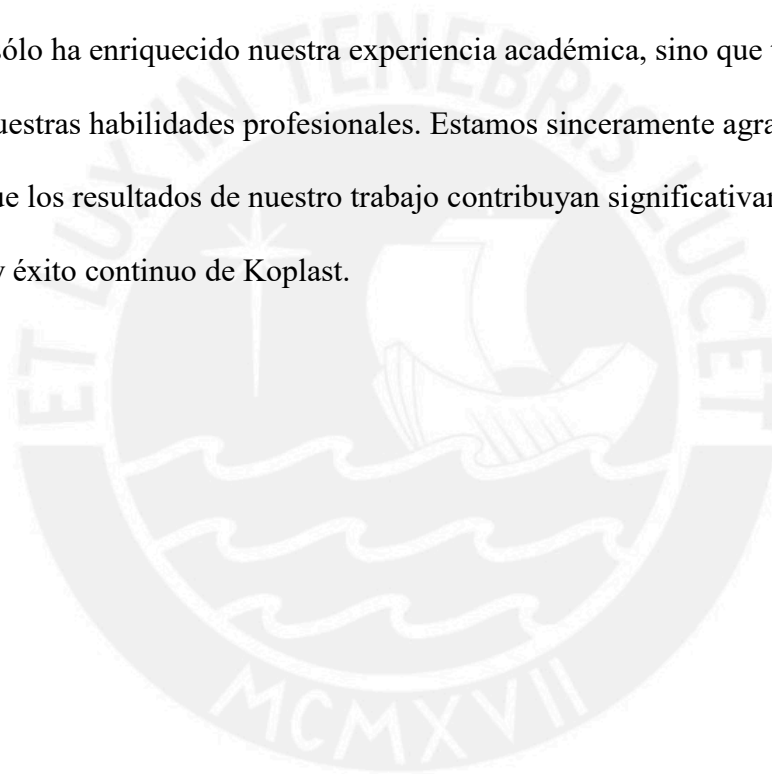 sólo ha enriquecido nuestra experiencia académica, sino que
uestras habilidades profesionales. Estamos sinceramente agra
ue los resultados de nuestro trabajo contribuyan significativa
y éxito continuo de Koplast.
ET LUX IN TENEBRIS LUCET
MCMXVII